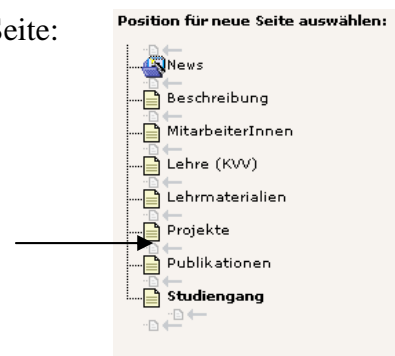 Seite:
Position für neue Seite auswählen:
News
Beschreibung
MitarbeiterInnen
Lehre (KVV)
Lehrmaterialien
Projekte
Publikationen
Studiengang